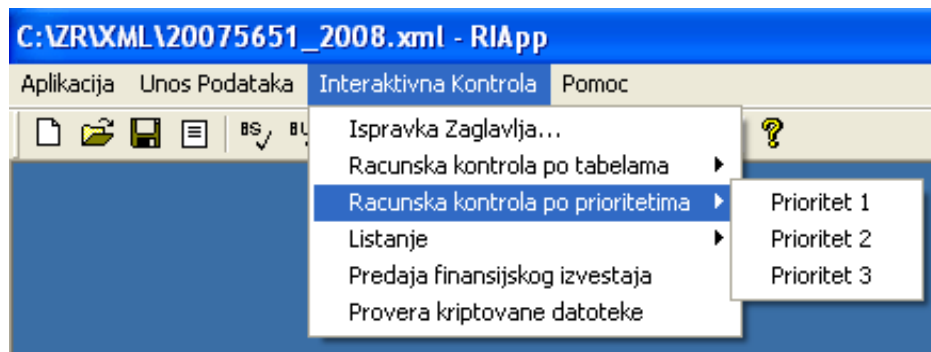 C:\ZR\XML\20075651_2008.xml - RIApp
Aplikacija Unos Podataka Interaktivna Kontrola Pomoc
BS
Ispravka Zaglavlja...
Racunska kontrola po tabelama
Racunska kontrola po prioritetima
Listanje
Predaja finansijskog izvestaja
Provera kriptovane datoteke
Prioritet 1
Prioritet 2
Prioritet 3